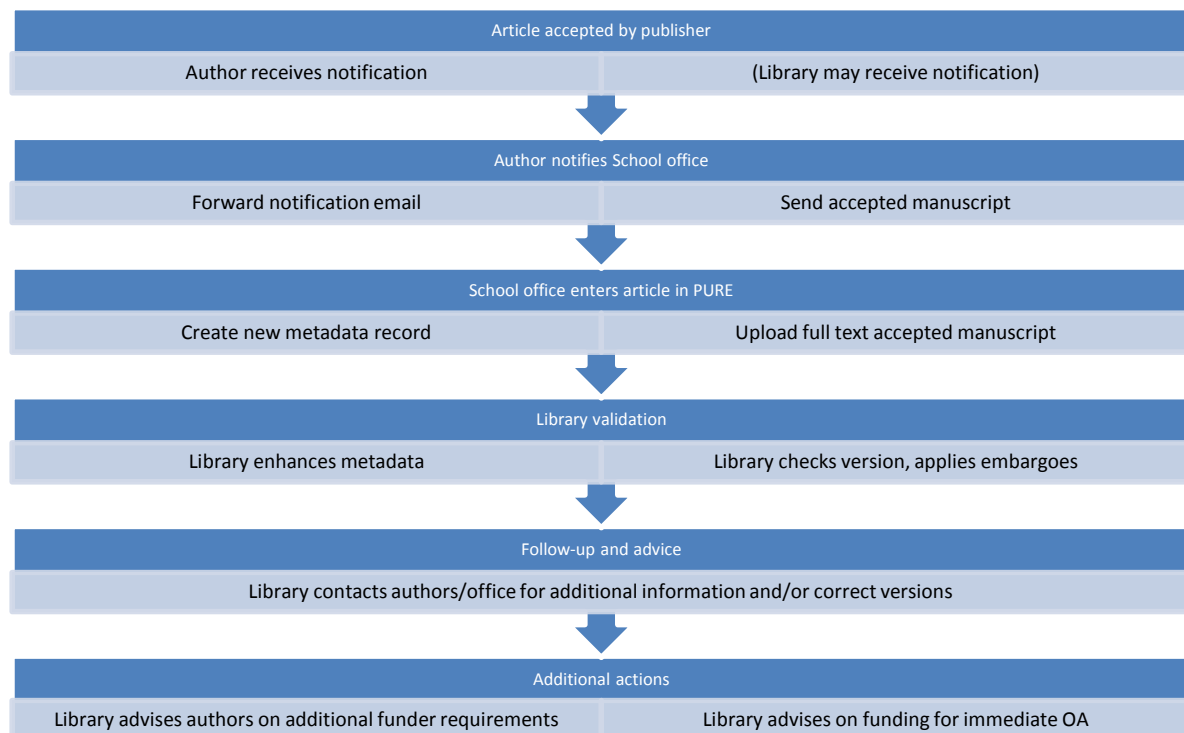 Article accepted by publisher
Author receives notification
(Library may receive notification)
Author notifies School office
Forward notification email
Send accepted manuscript
School office enters article in PURE
Create new metadata record
Upload full text accepted manuscript
Library validation
Library enhances metadata
Library checks version, applies embargoes
Follow-up and advice
Library contacts authors/office for additional information and/or correct versions
Additional actions
Library advises authors on additional funder requirements
Library advises on funding for immediate OA